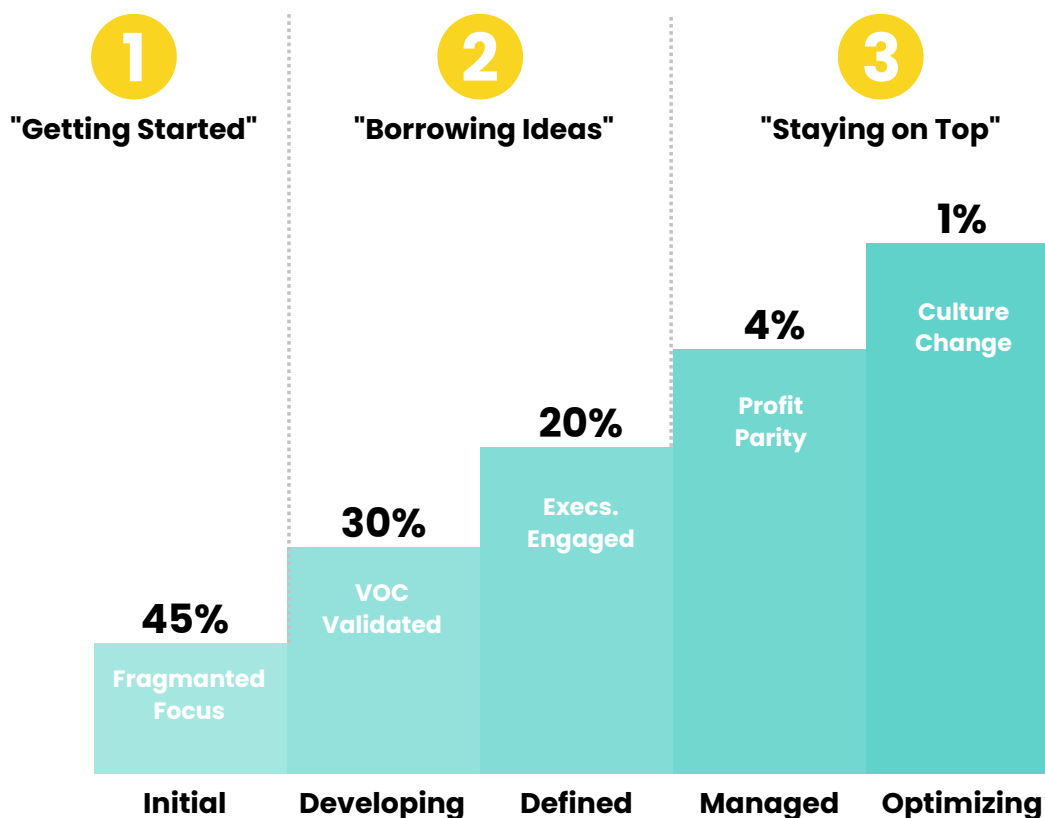 1
"Getting Started"
2
"Borrowing Ideas"
3
"Staying on Top"
45%
Fragmanted
Focus
Initial
30%
VOC
Validated
Developing
20%
Execs.
Engaged
Defined
4%
Profit
Parity
Managed
1%
Culture
Change
Optimizing